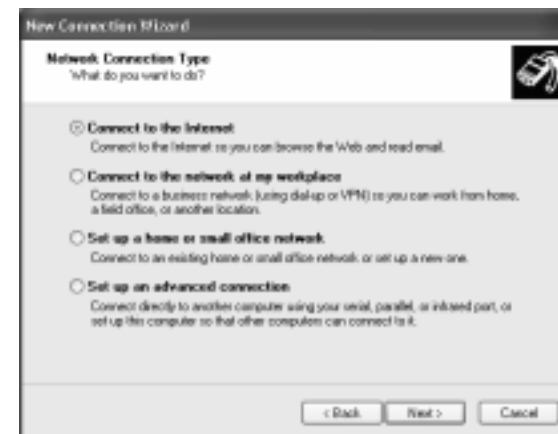 New Connection Wizard
Network Connection Type
What do you want to do?
Connect to the Internet
Connect to the Internet so you can browse the Web and read email.
Connect to the network at my workplace
Connect to a business network (using dial-up or VPN) so you can work from home,
a field office, or another location.
Set up a home or small office network
Connect to an existing home or small office network or set up a new one.
Set up an advanced connection
Connect directly to another computer using your serial, parallel, or infrared port, or
set up this computer so that other computers can connect to it.
< Back Next > Cancel